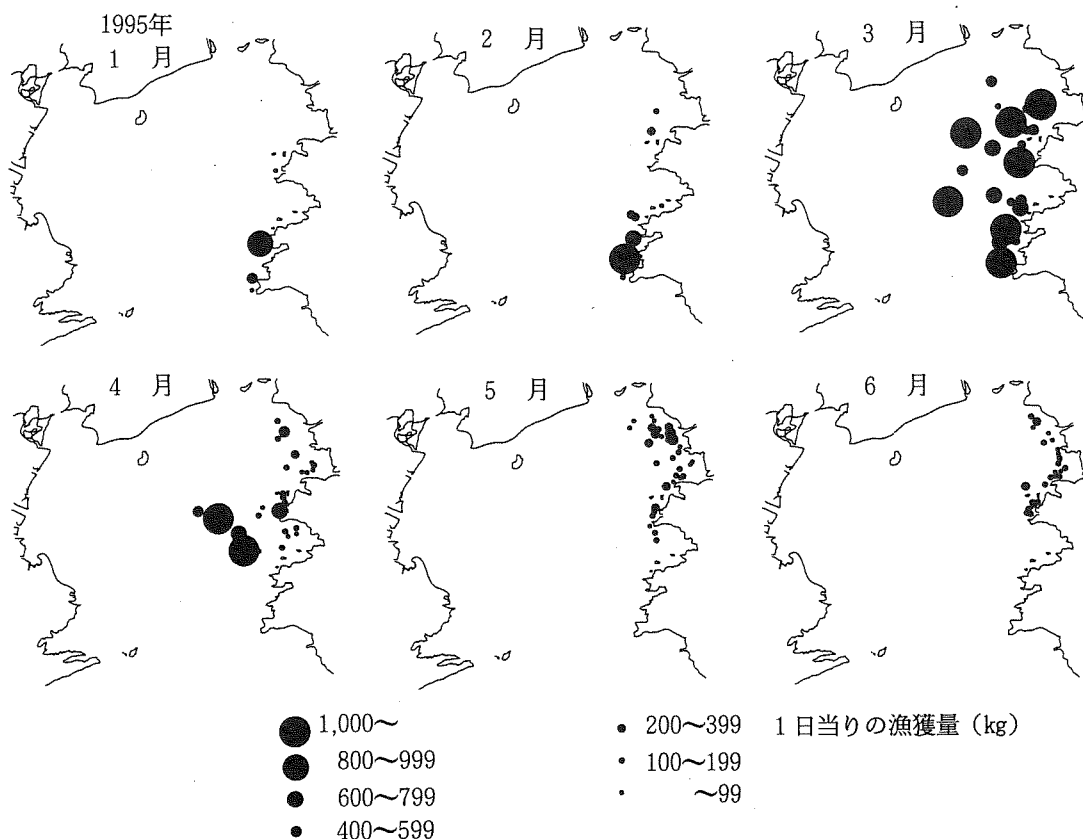 1995年
1 月
2 月
3 月
4 月
5 月
6 月
1,000～
800～999
600～799
400～599
200～399
100～199
～99
1日当りの漁獲量（kg）